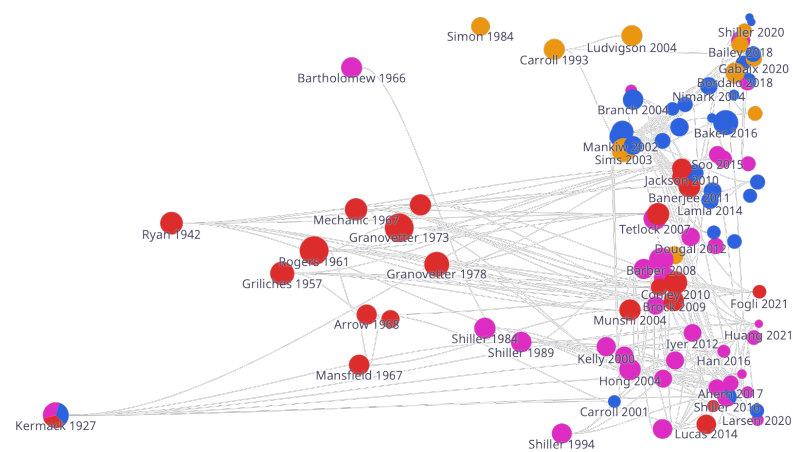 Shiller 2020
Simon 1984
Ludvigson 2004
Bailey 2018
Carroll 1993
Gabaix 2020
Bartholomew 1966
Bordalo 2018
Nimark 2014
Branch 2004
Baker 2016
Mankiw 2002
Sims 2003
Soo 2015
Jackson 2010
Banerjee 2011
Lamla 2014
Mechanic 1962
Tetlock 2007
Ryan 1942
Granovetter 1973
Dougal 2012
Rogers 1961
Barber 2008
Granovetter 1978
Griliches 1957
Conley 2010
Fogli 2021
Brock 2009
Munshi 2004
Arrow 1969
Huang 2021
Shiller 1984
Iyer 2012
Shiller 1989
Kelly 2000
Han 2016
Mansfield 1967
Hong 2004
Ahern 2017
Carroll 2001
Larsen 2020
Kermack 1927
Lucas 2014
Shiller 1994